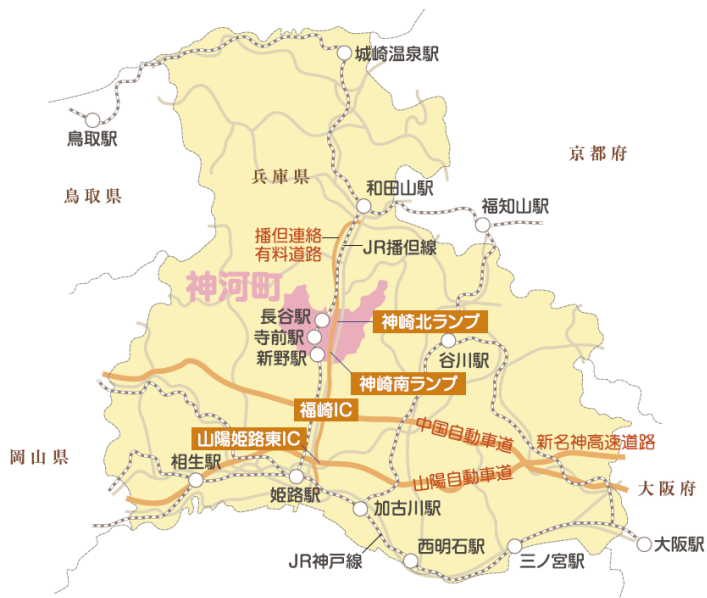 城崎温泉駅
鳥取駅
京都府
兵庫県
鳥取県
和田山駅
福知山駅
播但連絡
有料道路
JR播但線
神河町
長谷駅
神崎北ランプ
寺前駅
新野駅
谷川駅
神崎南ランプ
福崎IC
中国自動車道
山陽姫路東IC
新名神高速道路
岡山県
相生駅
山陽自動車道
姫路駅
大阪府
加古川駅
西明石駅
大阪駅
JR神戸線
三ノ宮駅